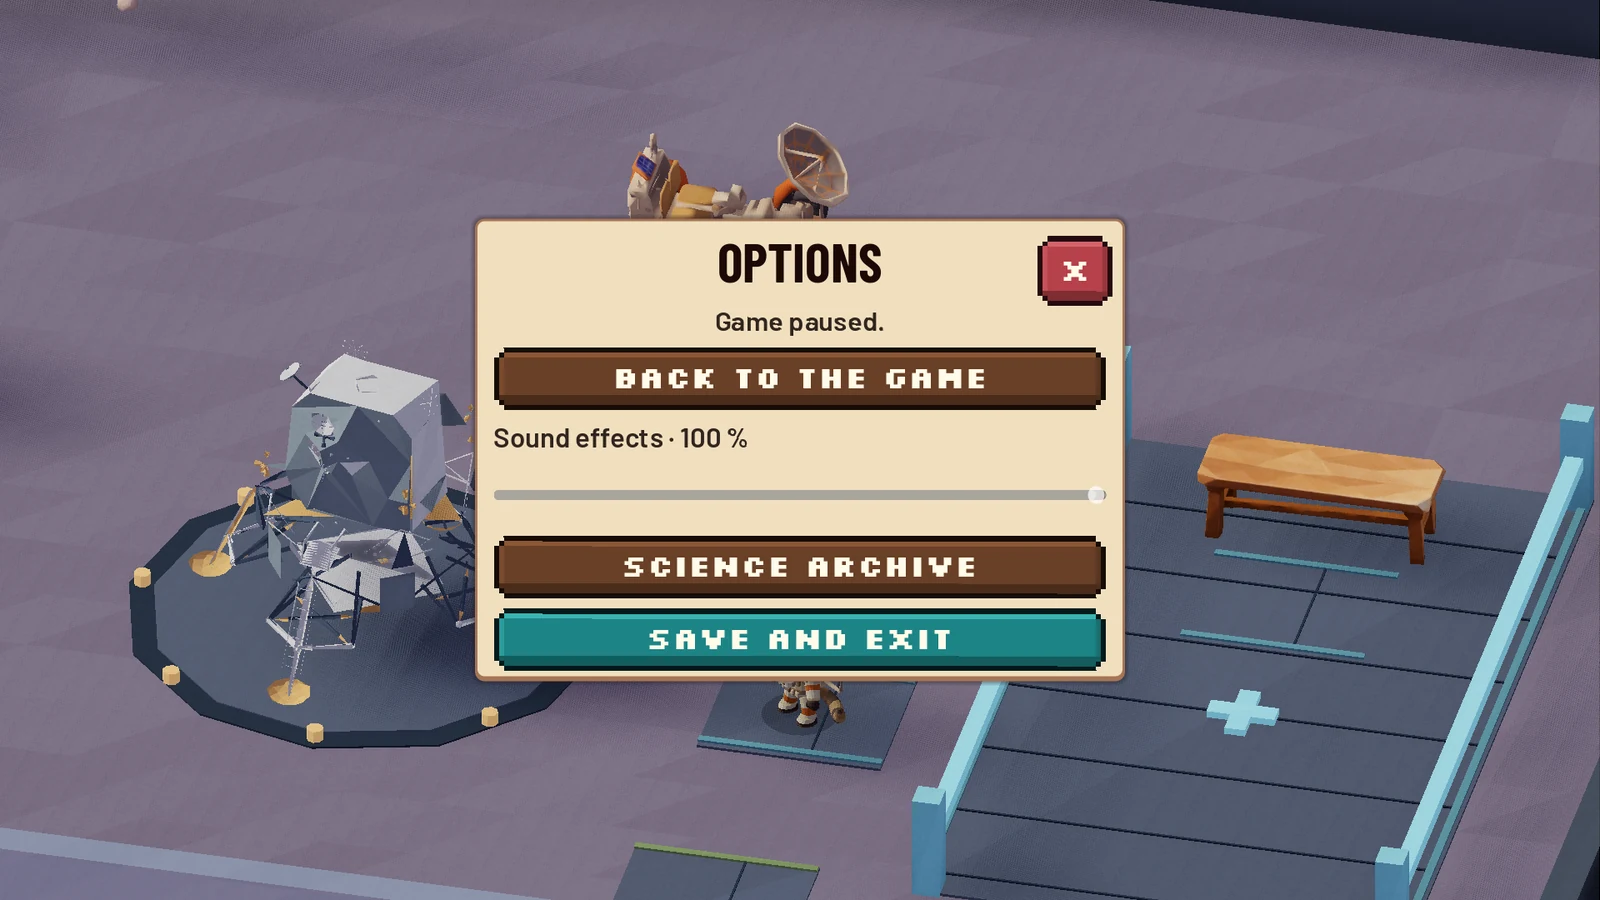 OPTIONS
X
Game paused.
BACK TO THE GAME
Sound effects · 100 %
SCIENCE ARCHIVE
SAVE AND EXIT